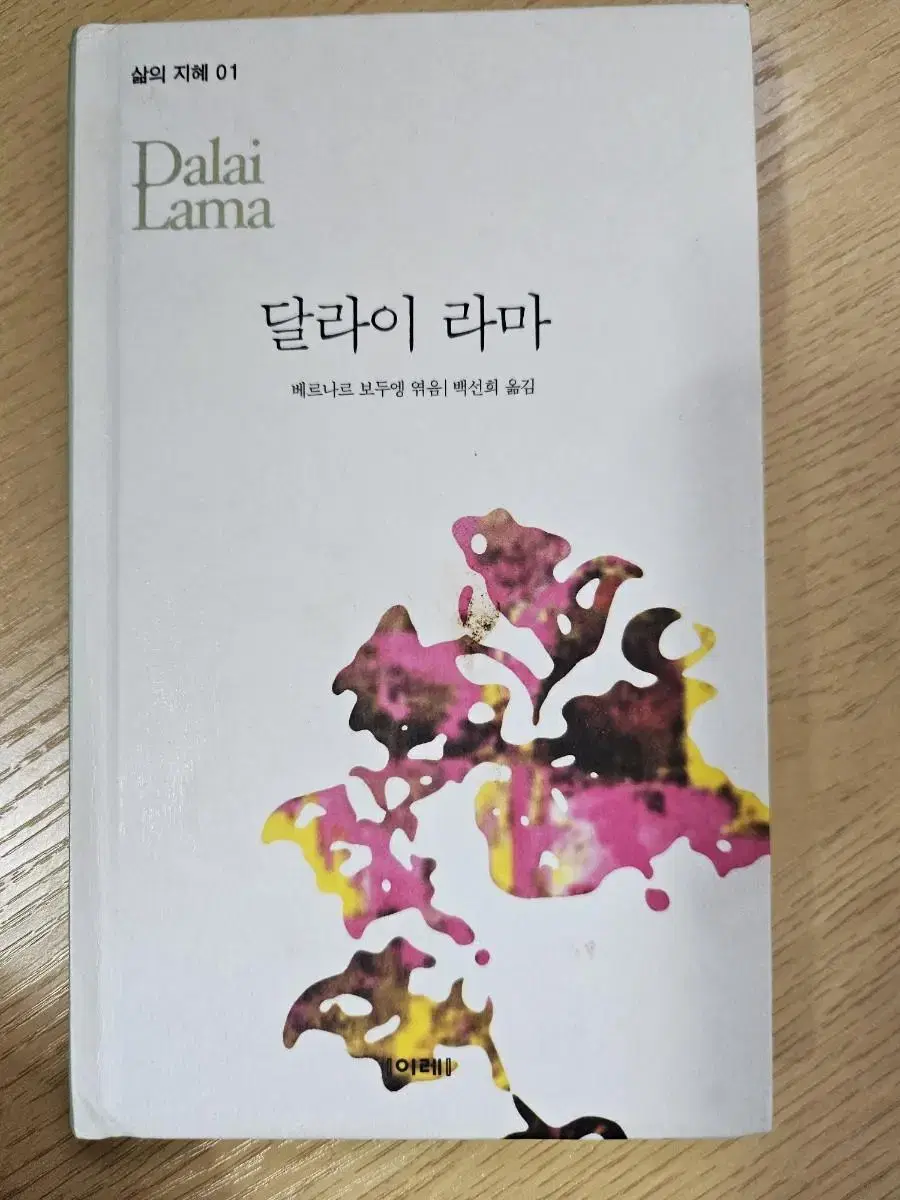 삶의 지혜 01
Dalai
Lama
달라이 라마
베르나르 보두엥 엮음| 백선희 옮김
이레